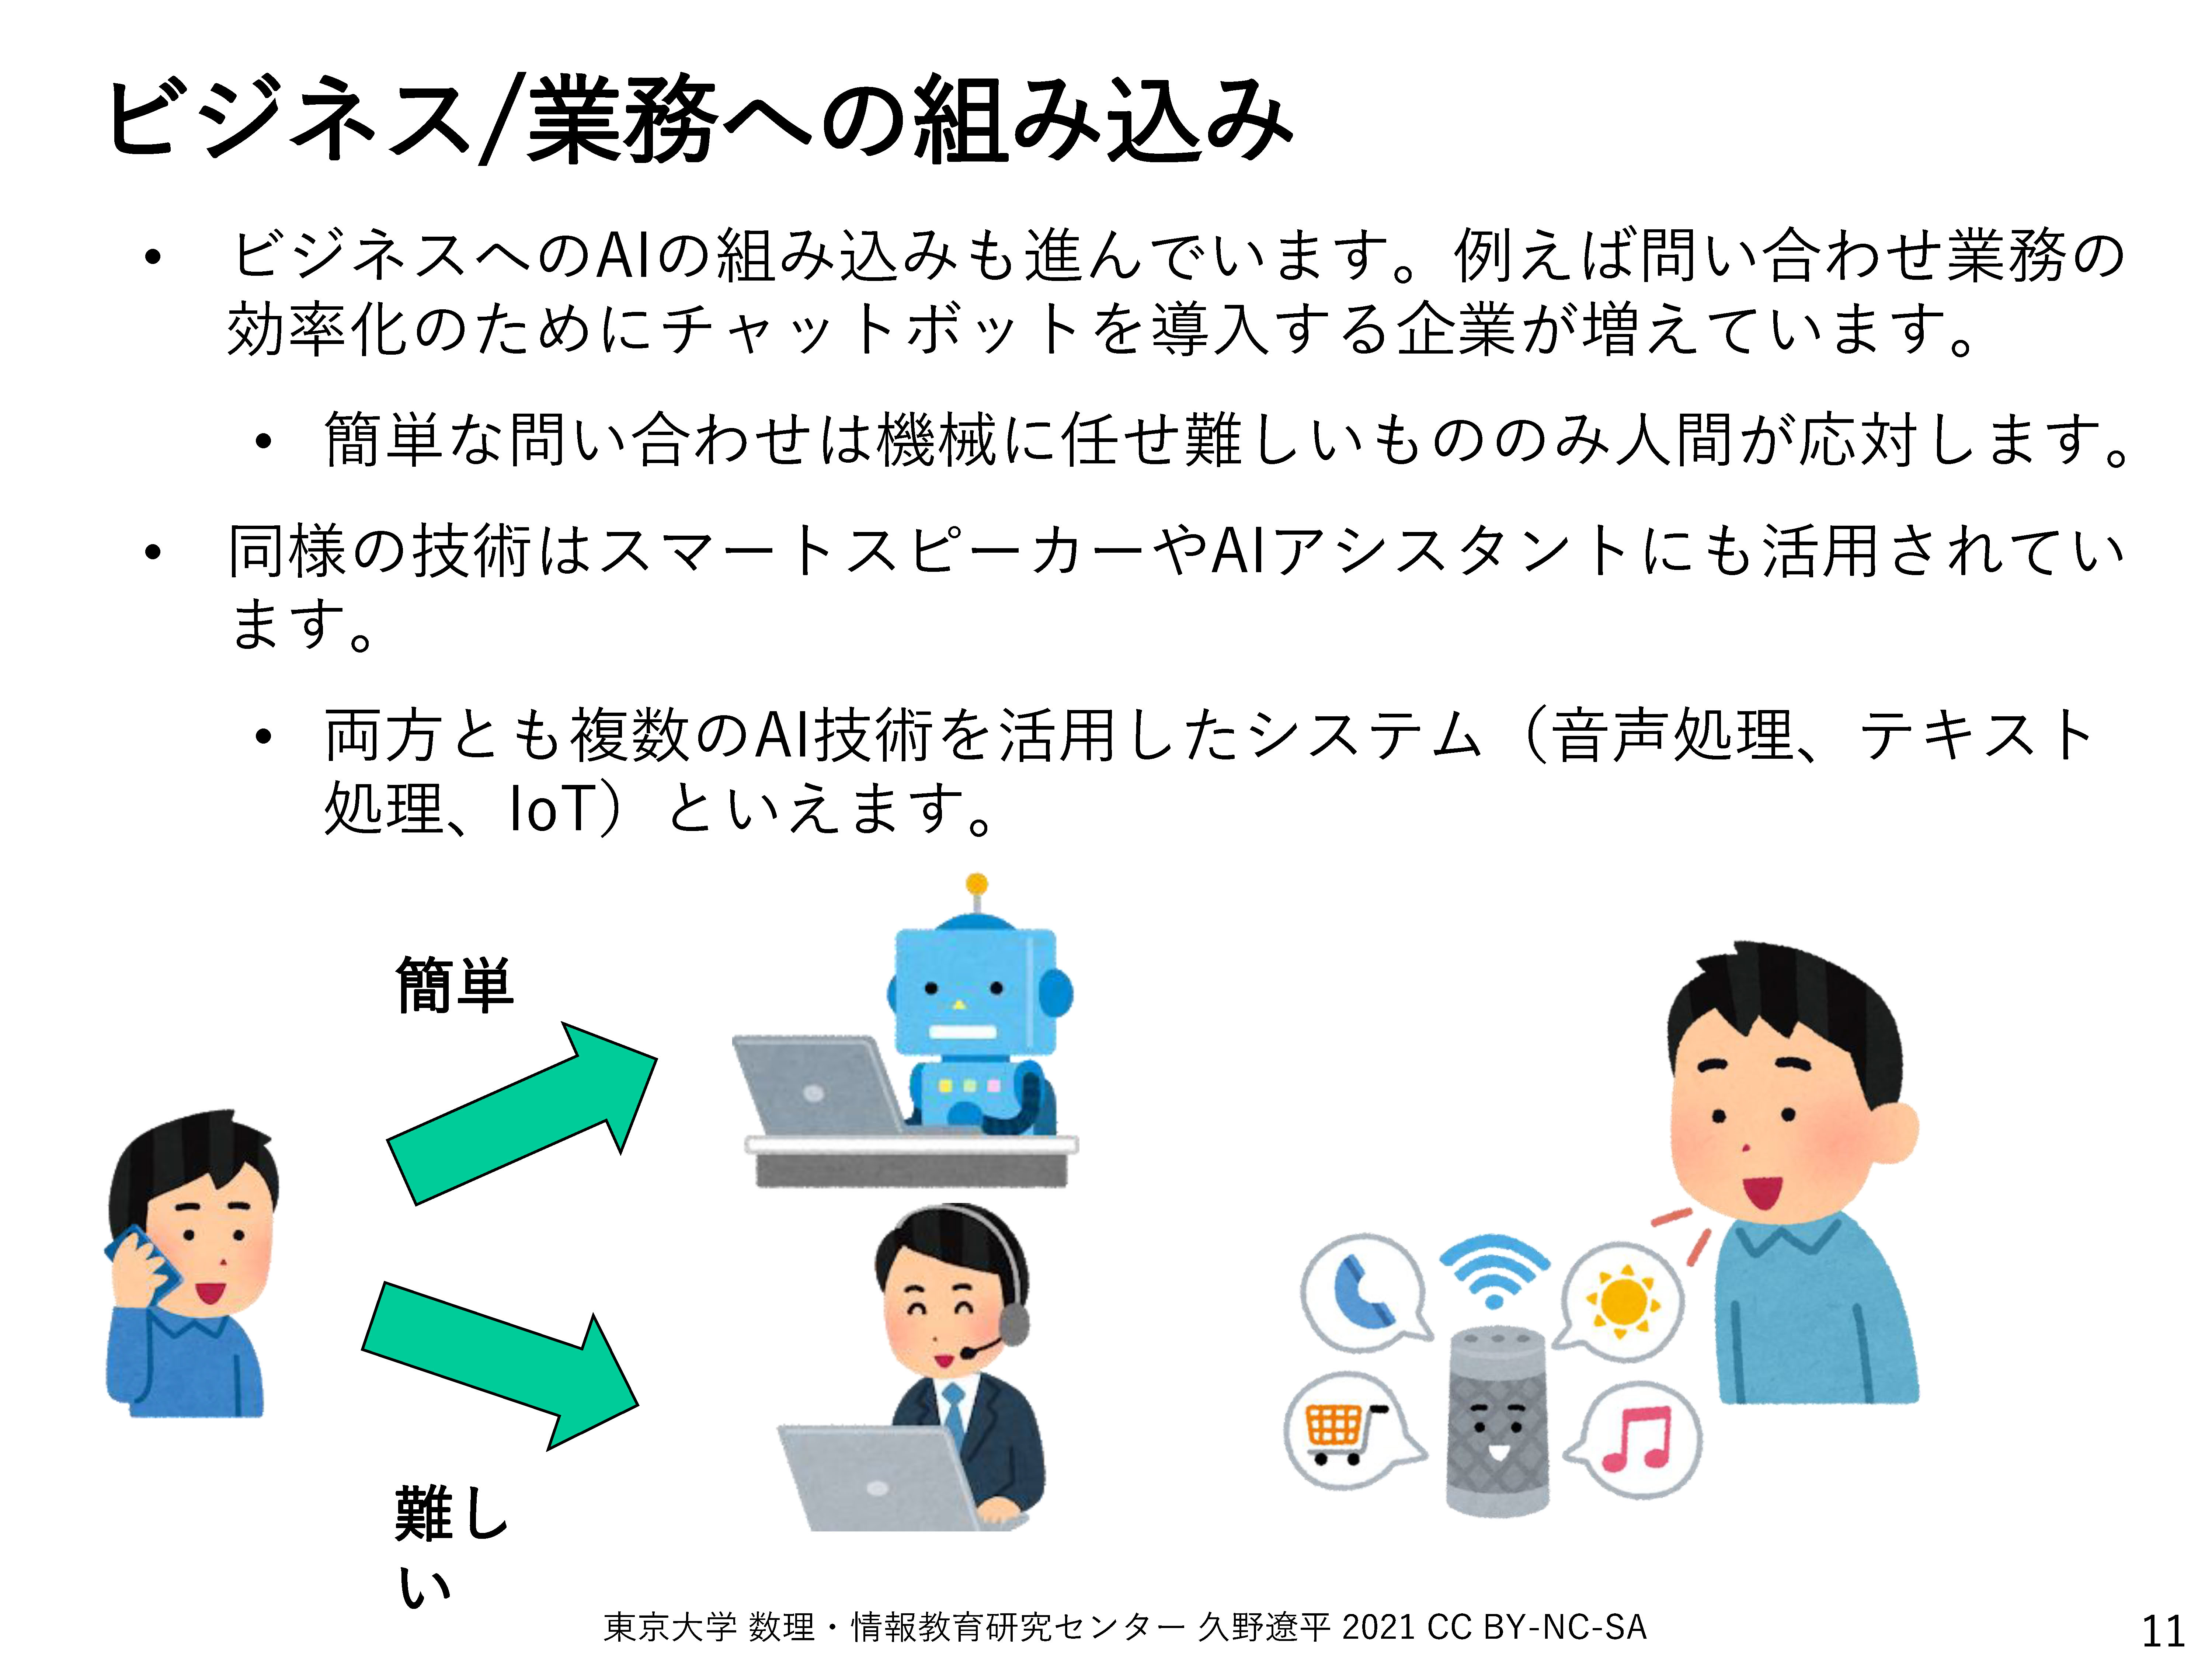 ビジネス/業務への組み込み
• ビジネスへのAIの組み込みも進んでいます。例えば問い合わせ業務の
効率化のためにチャットボットを導入する企業が増えています。
• 簡単な問い合わせは機械に任せ難しいもののみ人間が応対します。
• 同様の技術はスマートスピーカーやAIアシスタントにも活用されてい
ます。
• 両方とも複数のAI技術を活用したシステム（音声処理、テキスト
処理、IoT）といえます。
簡単
難し
い
東京大学 数理・情報教育研究センター 久野遼平 2021 CC BY-NC-SA
11